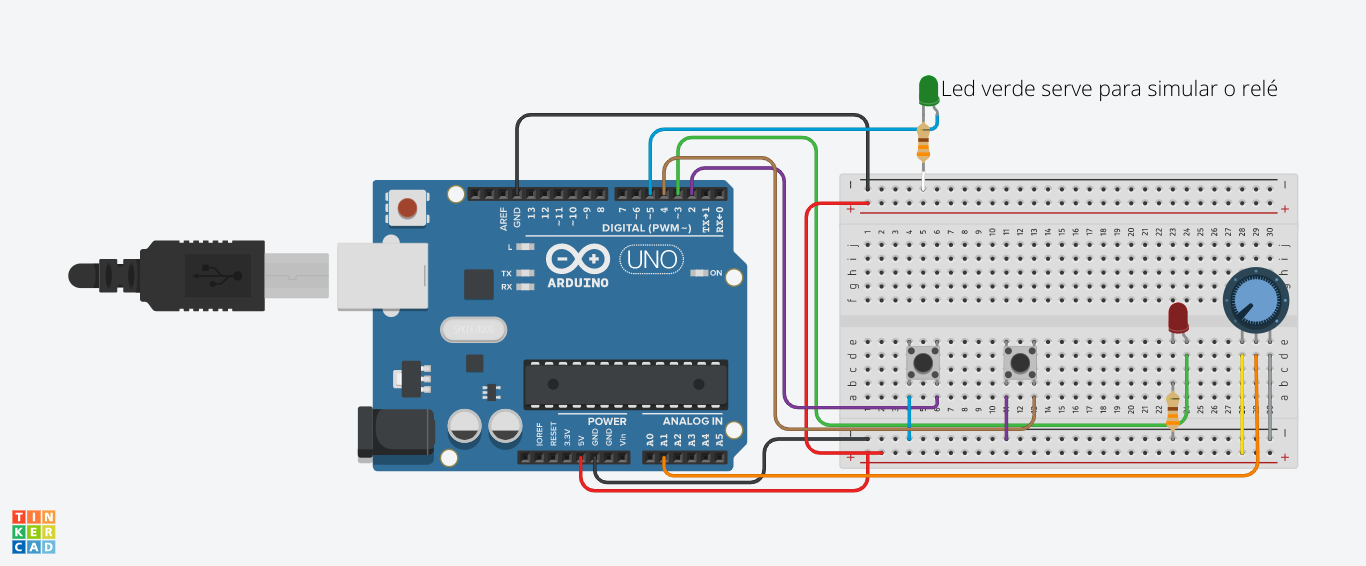 Led verde serve para simular o relé
AREF
GND
13
12
~11
~10
~9
8
7
~6
~5
4
~3
2
TX→1
RX←0
DIGITAL (PWM~)
L
TX
RX
ARDUINO
UNO
ON
POWER
ANALOG IN
IOREF
RESET
3.3V
5V
GND
GND
Vin
A0
A1
A2
A3
A4
A5
TIN
KER
CAD